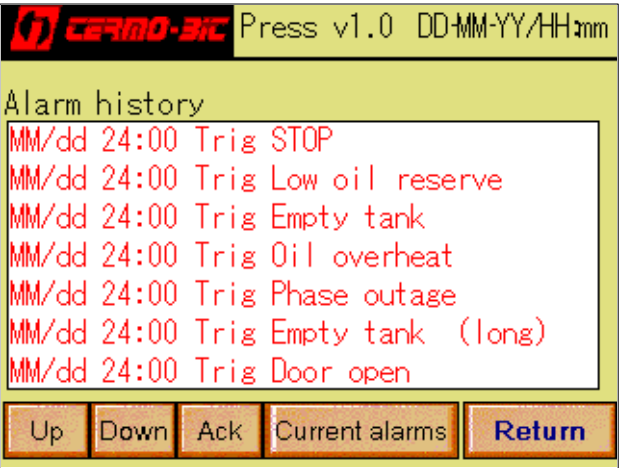 CERMO-BIC Press v1.0 DD-MM-YY/HH:mm
Alarm history
MM/dd 24:00 Trig STOP
MM/dd 24:00 Trig Low oil reserve
MM/dd 24:00 Trig Empty tank
MM/dd 24:00 Trig Oil overheat
MM/dd 24:00 Trig Phase outage
MM/dd 24:00 Trig Empty tank (long)
MM/dd 24:00 Trig Door open
Up Down Ack Current alarms Return